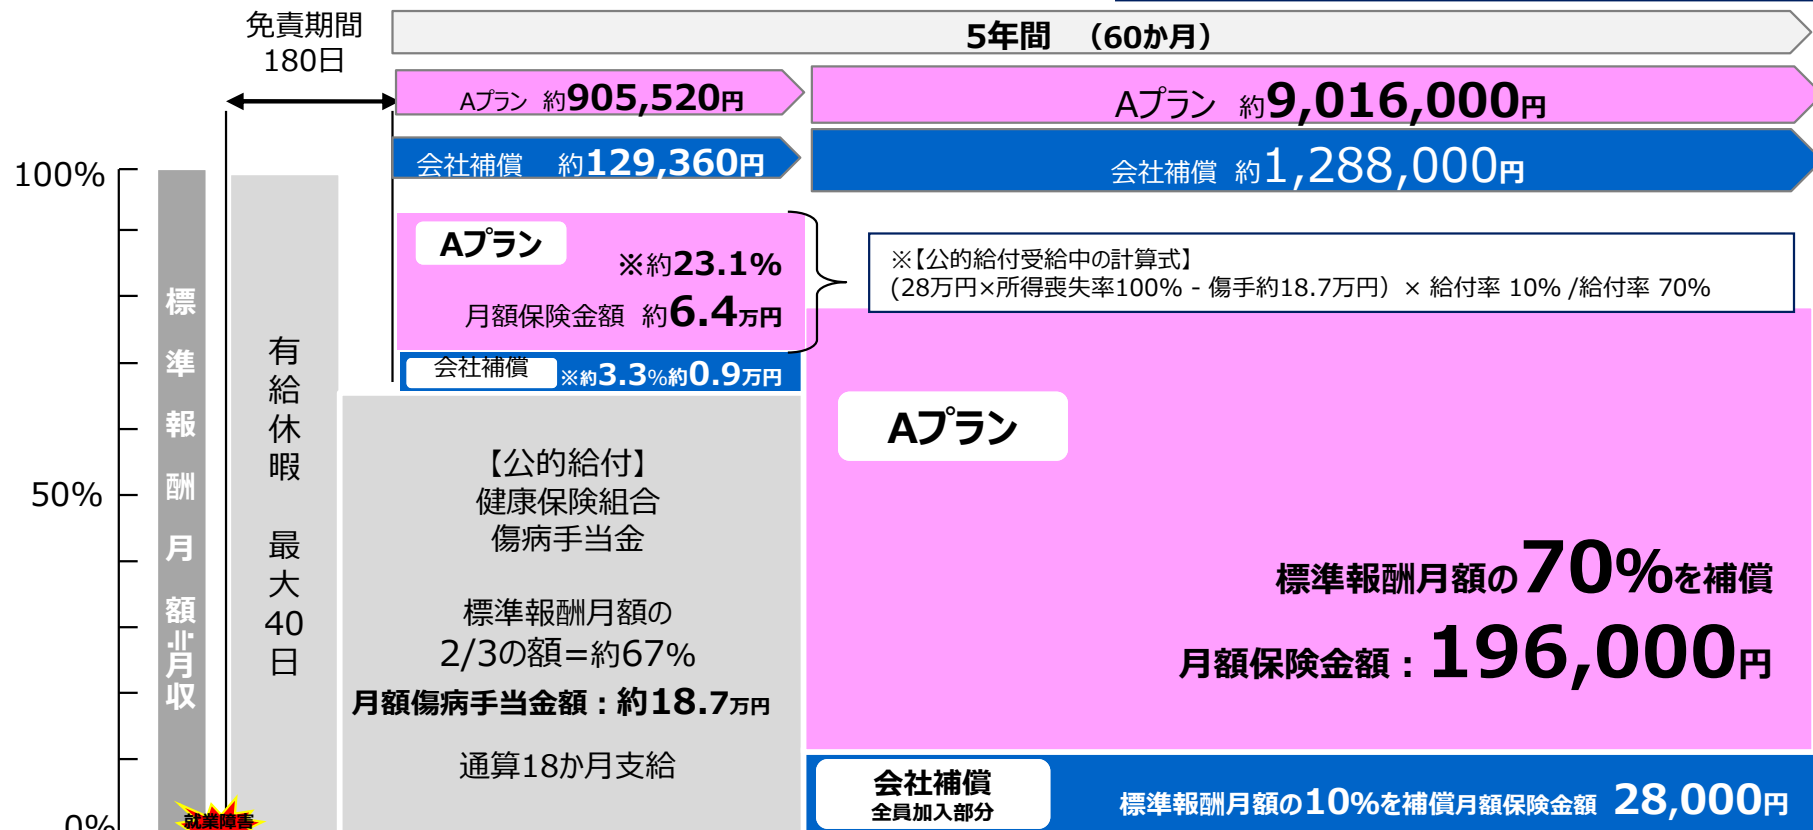 免責期間
180日
5年間 （60か月）
Aプラン 約905,520円
Aプラン 約9,016,000円
会社補償 約129,360円
会社補償 約1,288,000円
100%
50%
0%
標準報酬月額≒月収
有給休暇 最大40日
就業障害
Aプラン
※約23.1%
月額保険金額 約6.4万円
会社補償 ※約3.3%約0.9万円
※【公的給付受給中の計算式】
(28万円×所得喪失率100% - 傷手約18.7万円）× 給付率 10% /給付率 70%
【公的給付】
健康保険組合
傷病手当金
標準報酬月額の
2/3の額=約67%
月額傷病手当金額：約18.7万円
通算18か月支給
Aプラン
標準報酬月額の70%を補償
月額保険金額：196,000円
会社補償
全員加入部分
標準報酬月額の10%を補償月額保険金額 28,000円